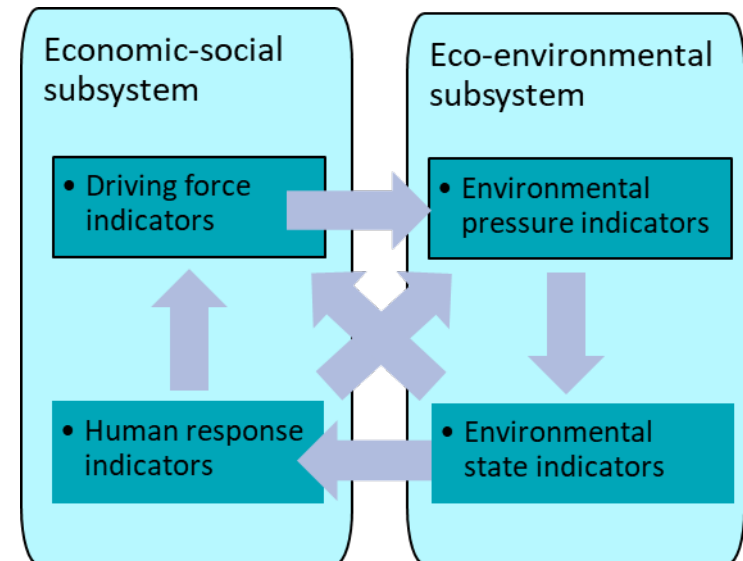 Economic-social
subsystem
Eco-environmental
subsystem
• Driving force
indicators
• Environmental
pressure indicators
• Human response
indicators
• Environmental
state indicators